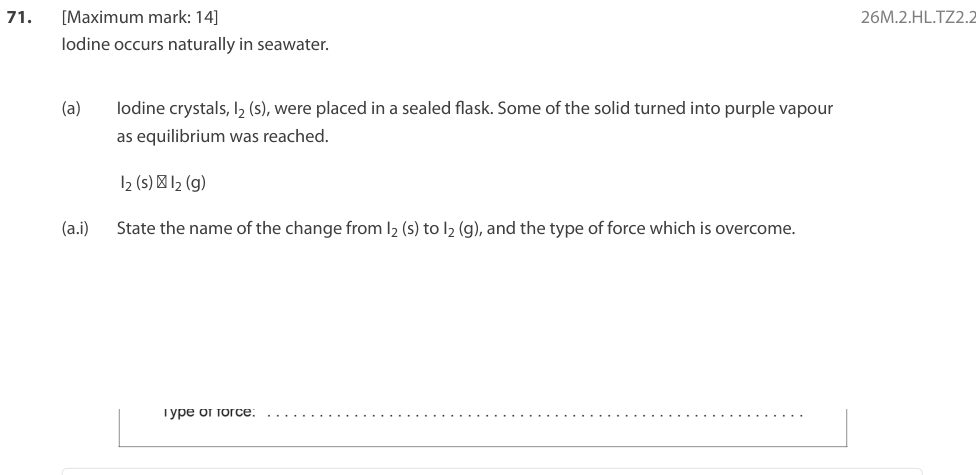 71. [Maximum mark: 14] 26M.2.HL.TZ2.2
Iodine occurs naturally in seawater.
(a) Iodine crystals, I₂ (s), were placed in a sealed flask. Some of the solid turned into purple vapour
as equilibrium was reached.
I₂ (s) ☒ I₂ (g)
(a.i) State the name of the change from I₂ (s) to I₂ (g), and the type of force which is overcome.
Type of force: . . . . . . . . . . . . . . . . . . . . . . . . . . . . . . . . . . . . . . . . . . . . . . . . . . . . . . . . . . . . . .